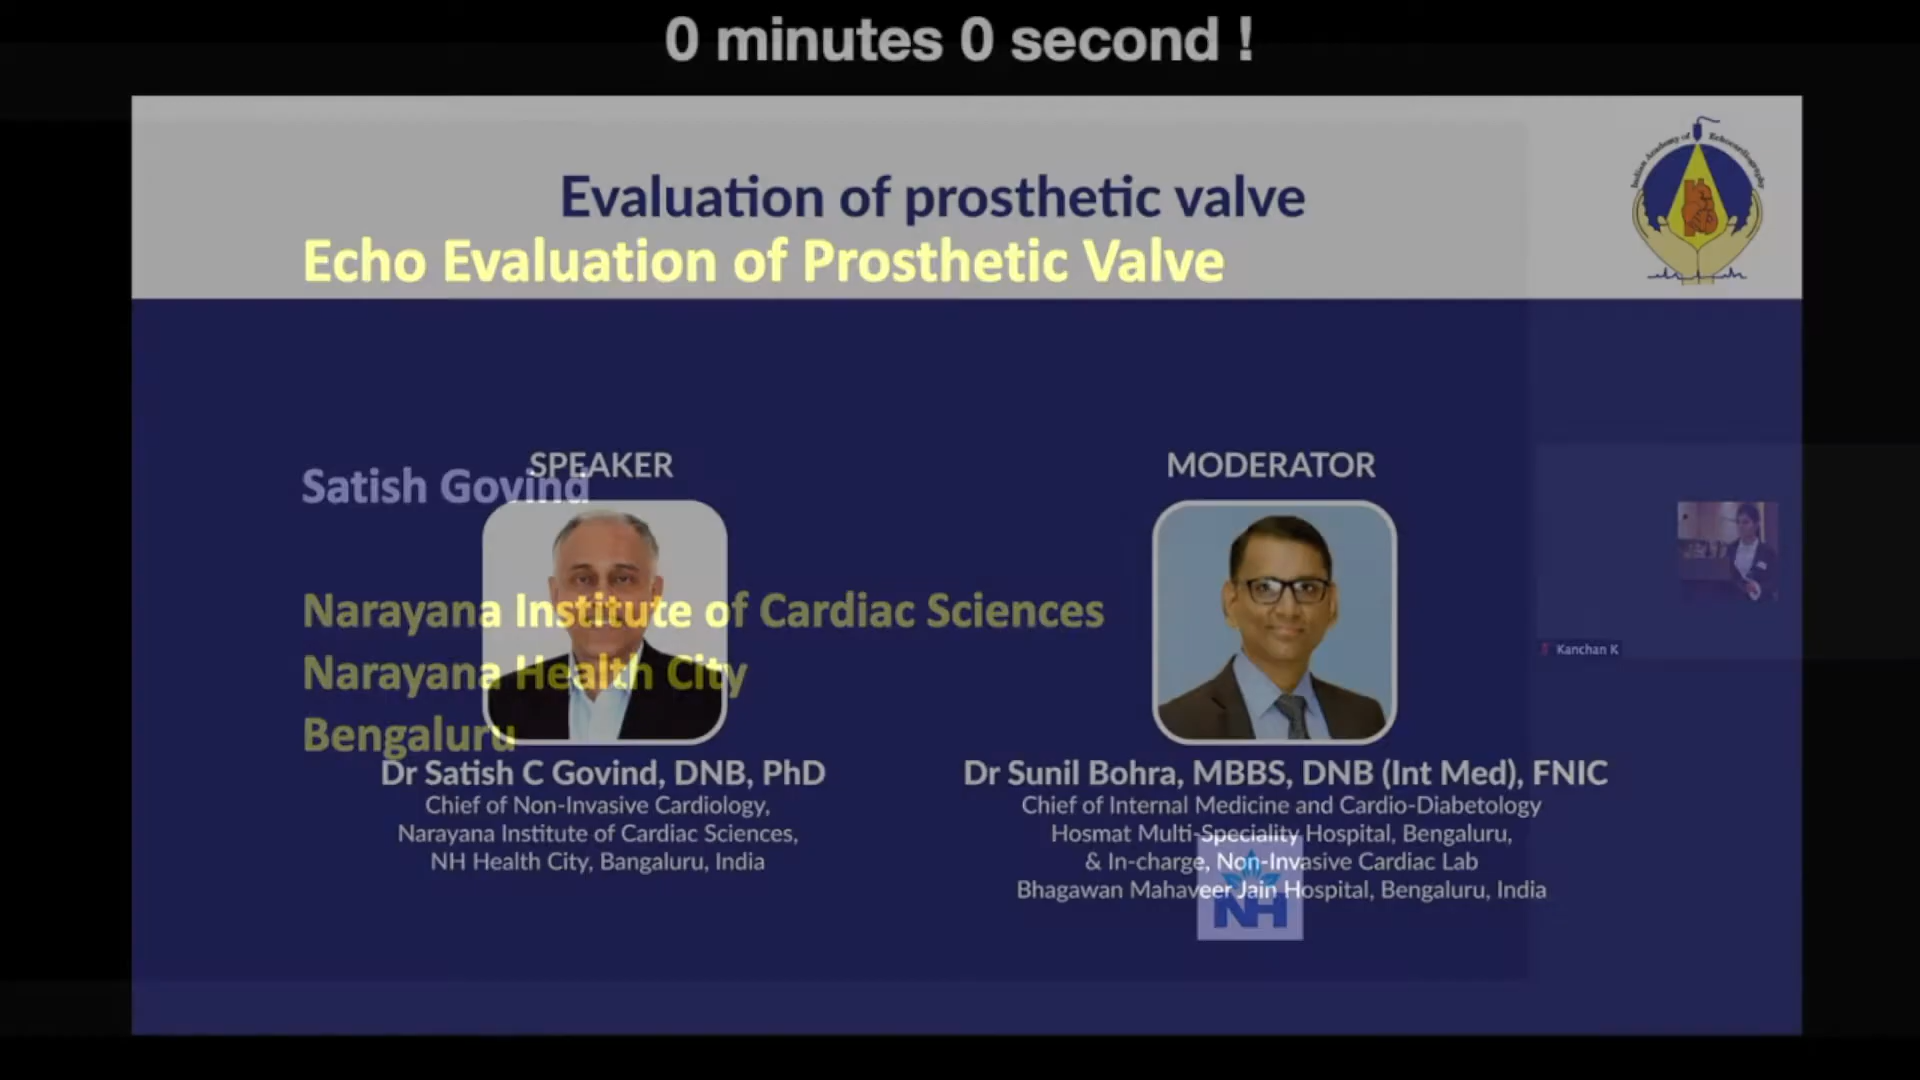 0 minutes 0 second !
Evaluation of prosthetic valve
Echo Evaluation of Prosthetic Valve
Indian Academy of Echocardiography
SPEAKER
MODERATOR
Satish Govind
Narayana Institute of Cardiac Sciences
Narayana Health City
Bengaluru
Kanchan K
Dr Satish C Govind, DNB, PhD
Chief of Non-Invasive Cardiology,
Narayana Institute of Cardiac Sciences,
NH Health City, Bangaluru, India
Dr Sunil Bohra, MBBS, DNB (Int Med), FNIC
Chief of Internal Medicine and Cardio-Diabetology
Hosmat Multi-Speciality Hospital, Bengaluru,
& In-charge, Non-Invasive Cardiac Lab
Bhagawan Mahaveer Jain Hospital, Bengaluru, India
NH